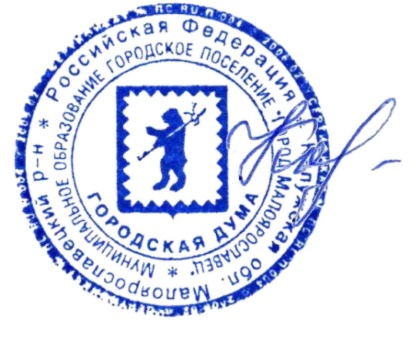 * Российская Федерация * Калужская обл. Малоярославецкий р-н
* МУНИЦИПАЛЬНОЕ ОБРАЗОВАНИЕ ГОРОДСКОЕ ПОСЕЛЕНИЕ "ГОРОД МАЛОЯРОСЛАВЕЦ"
ГОРОДСКАЯ ДУМА